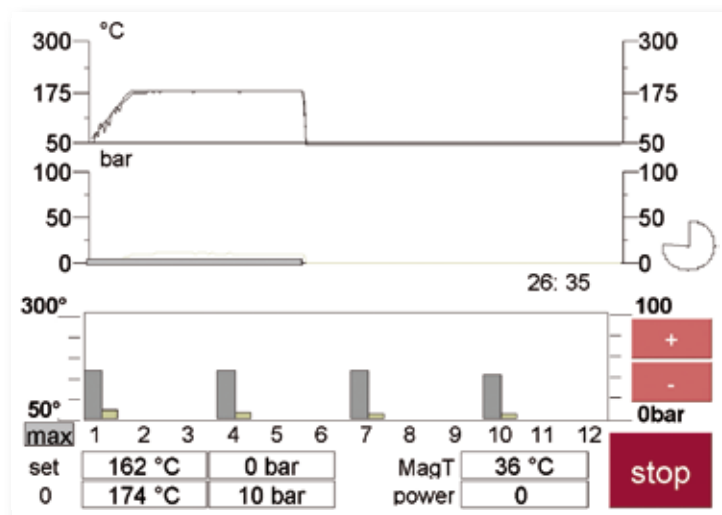 °C
300 300
175 175
50 50
bar
100 100
50 50
0 0
26: 35
300° 100
+
-
50° 0bar
max 1 2 3 4 5 6 7 8 9 10 11 12
set 162 °C 0 bar MagT 36 °C
0 174 °C 10 bar power 0
stop